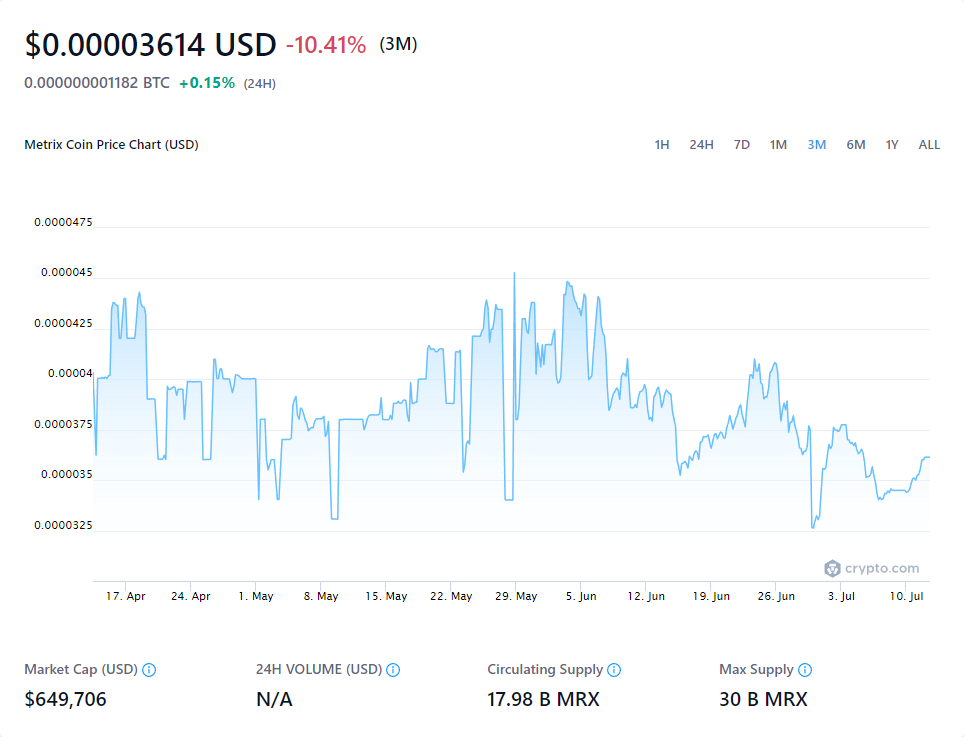 $0.00003614 USD -10.41% (3M)
0.000000001182 BTC +0.15% (24H)
Metrix Coin Price Chart (USD) 1H 24H 7D 1M 3M 6M 1Y ALL
0.0000475
0.000045
0.0000425
0.00004
0.0000375
0.000035
0.0000325
crypto.com
17. Apr 24. Apr 1. May 8. May 15. May 22. May 29. May 5. Jun 12. Jun 19. Jun 26. Jun 3. Jul 10. Jul
Market Cap (USD) 24H VOLUME (USD) Circulating Supply Max Supply
$649,706 N/A 17.98 B MRX 30 B MRX